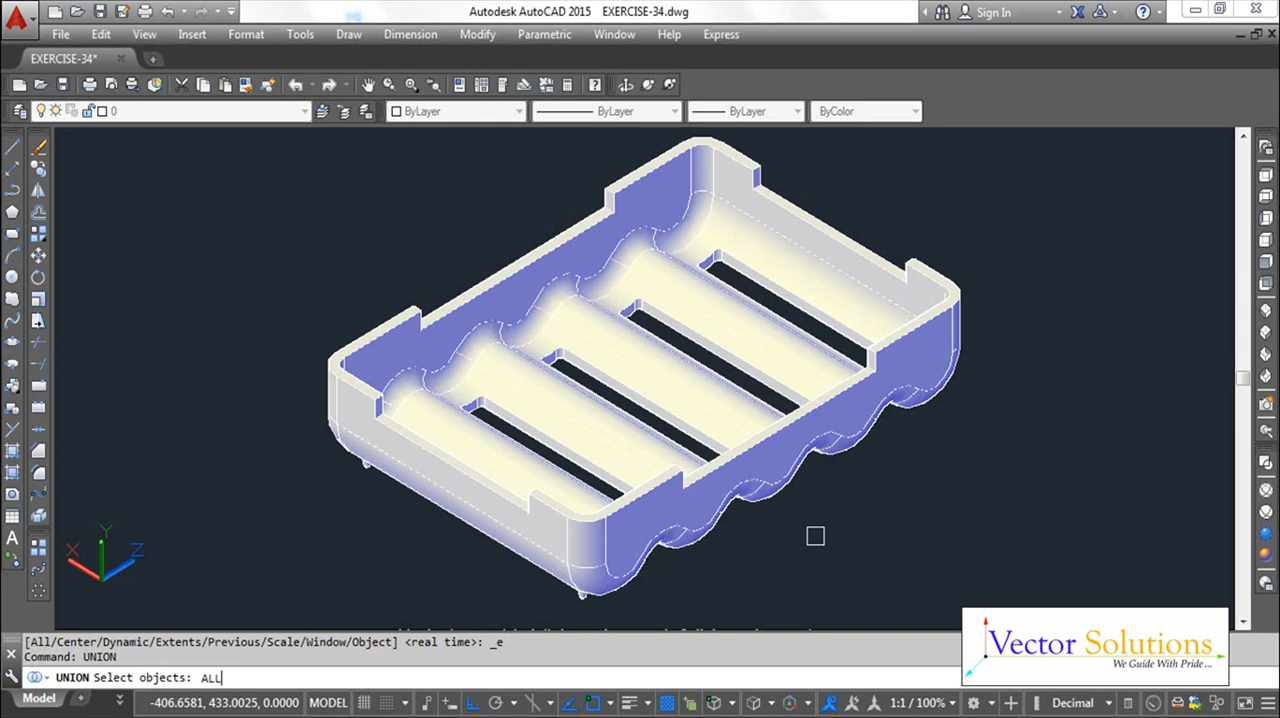 Autodesk AutoCAD 2015 EXERCISE-34.dwg
Sign In
File Edit View Insert Format Tools Draw Dimension Modify Parametric Window Help Express
EXERCISE-34*
0 ByLayer ByLayer ByLayer ByColor
Y
X
Z
[All/Center/Dynamic/Extents/Previous/Scale/Window/Object] <real time>: _e
Command: UNION
UNION Select objects: ALL
Vector Solutions
We Guide With Pride...
Model
-406.6581, 433.0025, 0.0000 MODEL 1:1 / 100% Decimal